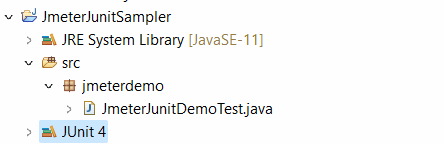 JmeterJunitSampler
JRE System Library [JavaSE-11]
src
jmeterdemo
JmeterJunitDemoTest.java
JUnit 4